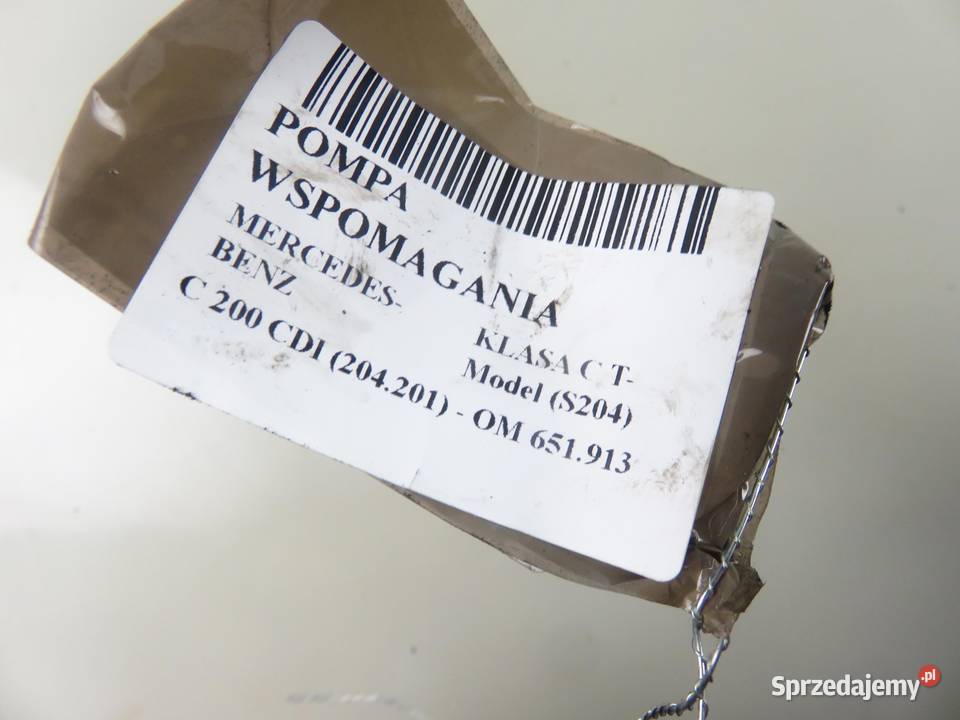 POMPA
WSPOMAGANIA
MERCEDES-
BENZ
KLASA C T-
Model (S204)
C 200 CDI (204.201) - OM 651.913
Sprzedajemy.pl